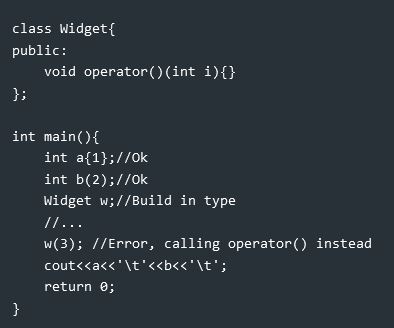 class Widget{
public:
    void operator()(int i){}
};

int main(){
    int a{1};//Ok
    int b(2);//Ok
    Widget w;//Build in type
    //...
    w(3); //Error, calling operator() instead
    cout<<a<<'\t'<<b<<'\t';
    return 0;
}